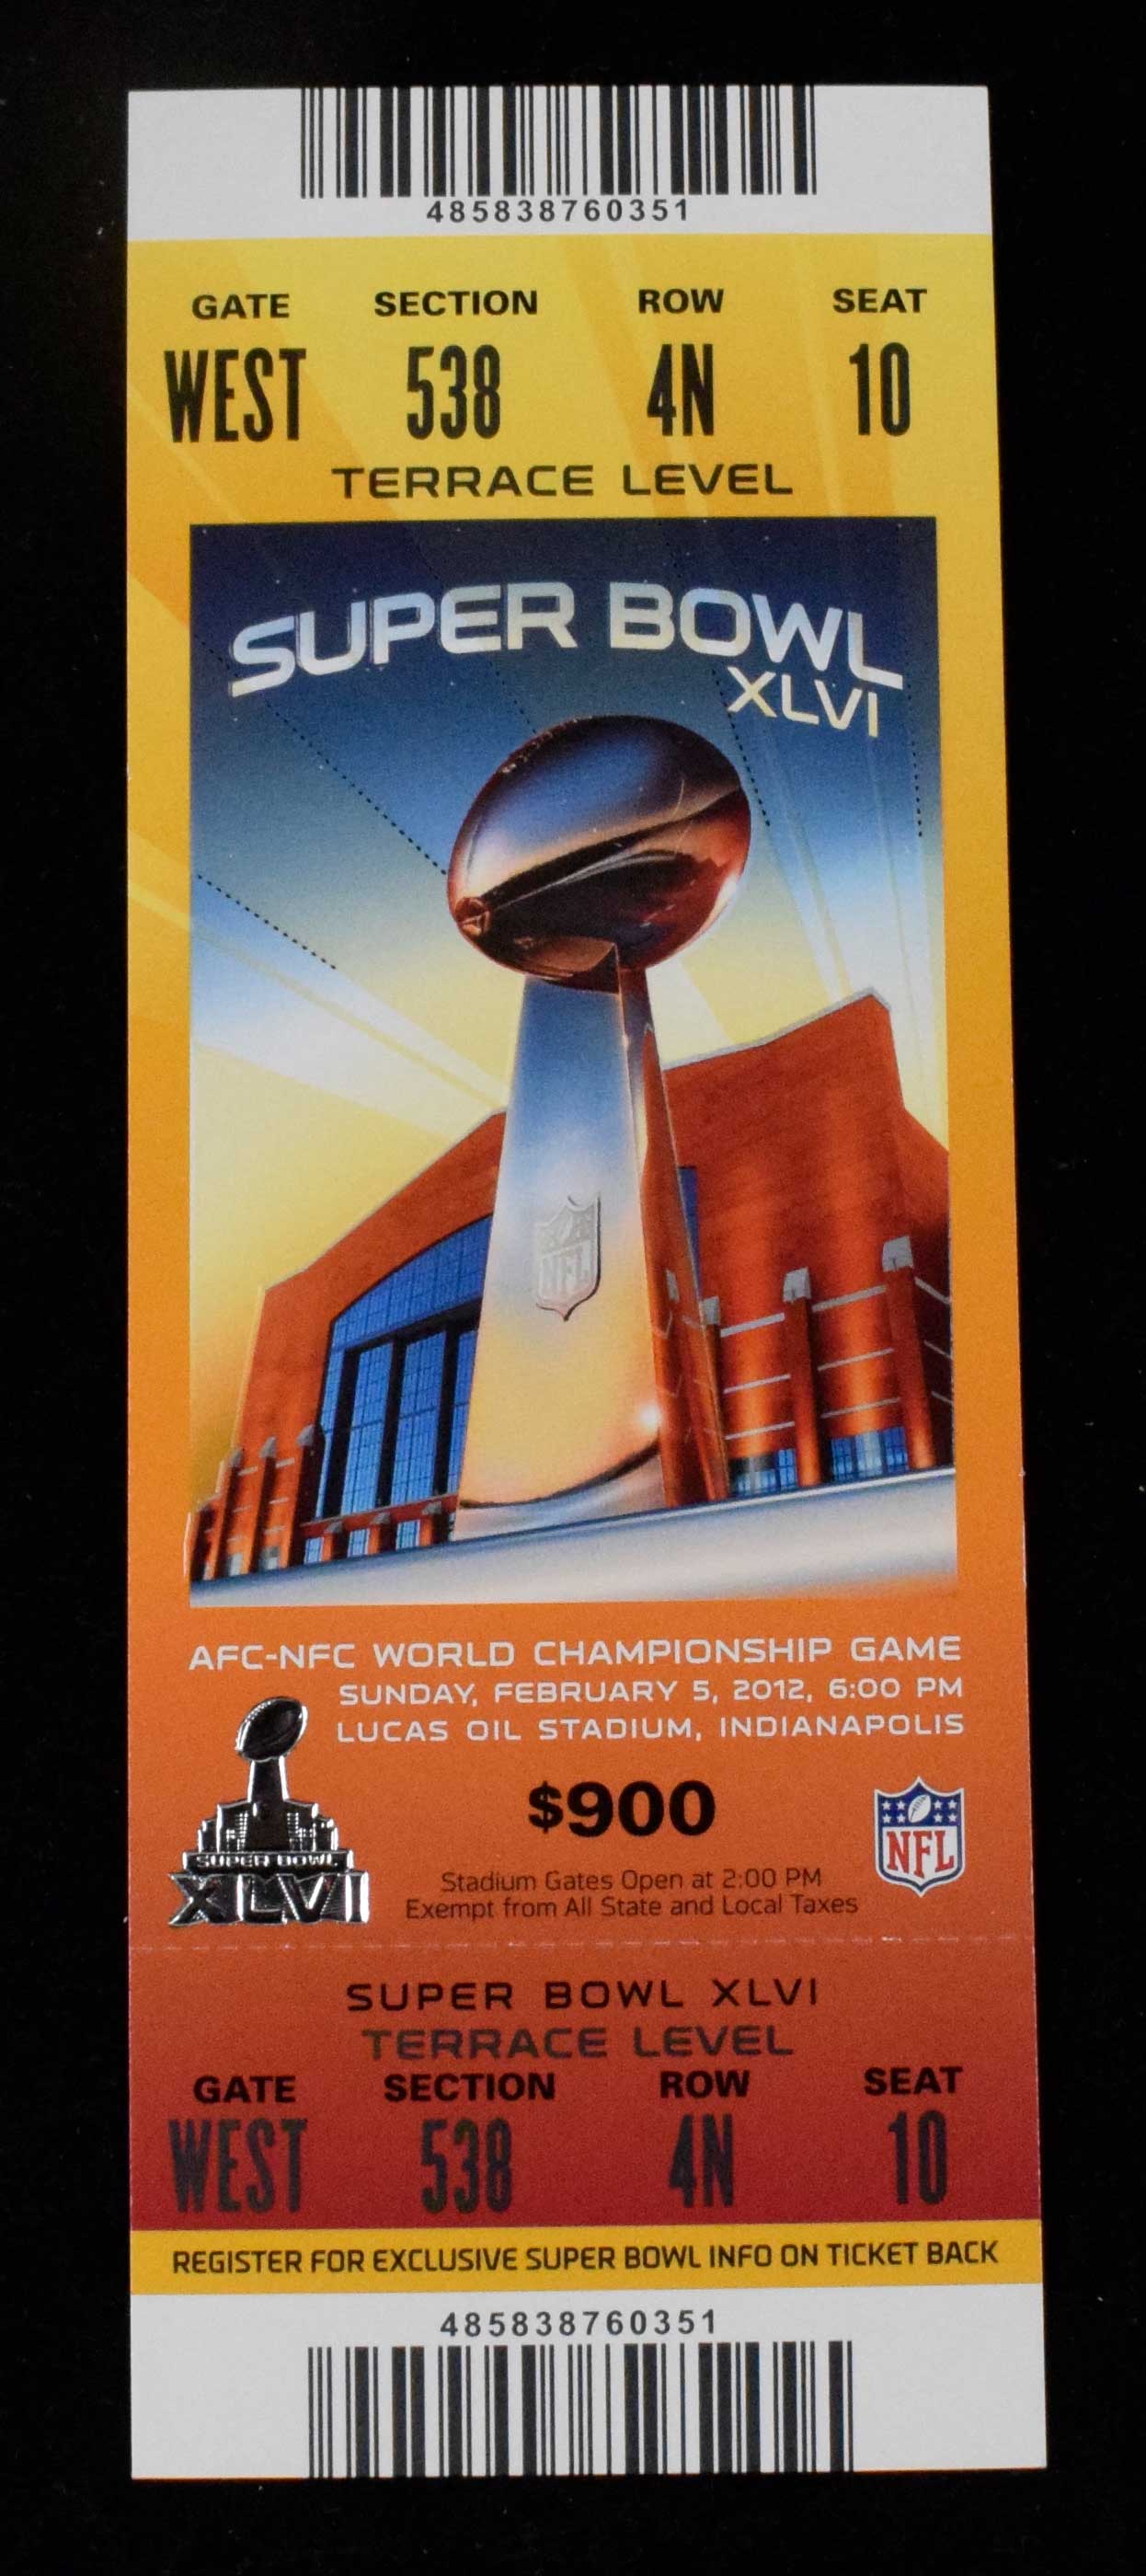 485838760351
GATE SECTION ROW SEAT
WEST 538 4N 10
TERRACE LEVEL
SUPER BOWL
XLVI
NFL
AFC-NFC WORLD CHAMPIONSHIP GAME
SUNDAY, FEBRUARY 5, 2012, 6:00 PM
LUCAS OIL STADIUM, INDIANAPOLIS
$900
SUPER BOWL
XLVI
NFL
Stadium Gates Open at 2:00 PM
Exempt from All State and Local Taxes
SUPER BOWL XLVI
TERRACE LEVEL
GATE SECTION ROW SEAT
WEST 538 4N 10
REGISTER FOR EXCLUSIVE SUPER BOWL INFO ON TICKET BACK
485838760351